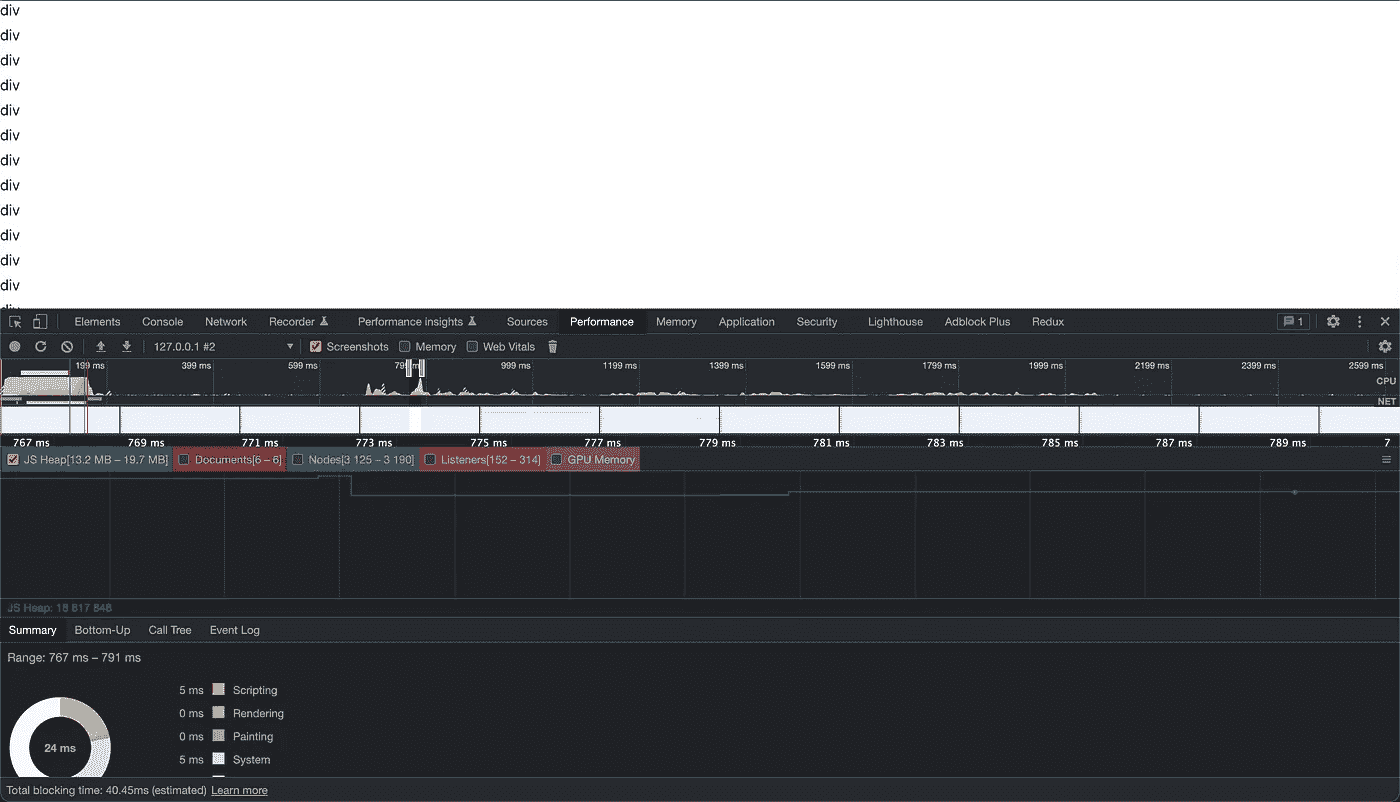 div
div
div
div
div
div
div
div
div
div
div
div
Elements Console Network Recorder Performance insights Sources Performance Memory Application Security Lighthouse Adblock Plus Redux 1
127.0.0.1 #2 Screenshots Memory Web Vitals
199 ms 399 ms 599 ms 999 ms 1199 ms 1399 ms 1599 ms 1799 ms 1999 ms 2199 ms 2399 ms 2599 ms
CPU
NET
767 ms 769 ms 771 ms 773 ms 775 ms 777 ms 779 ms 781 ms 783 ms 785 ms 787 ms 789 ms 7
JS Heap[13.2 MB – 19.7 MB] Documents[6 – 6] Nodes[3 125 – 3 190] Listeners[152 – 314] GPU Memory
JS Heap: 18 817 848
Summary Bottom-Up Call Tree Event Log
Range: 767 ms – 791 ms
5 ms Scripting
0 ms Rendering
0 ms Painting
5 ms System
24 ms
Total blocking time: 40.45ms (estimated) Learn more